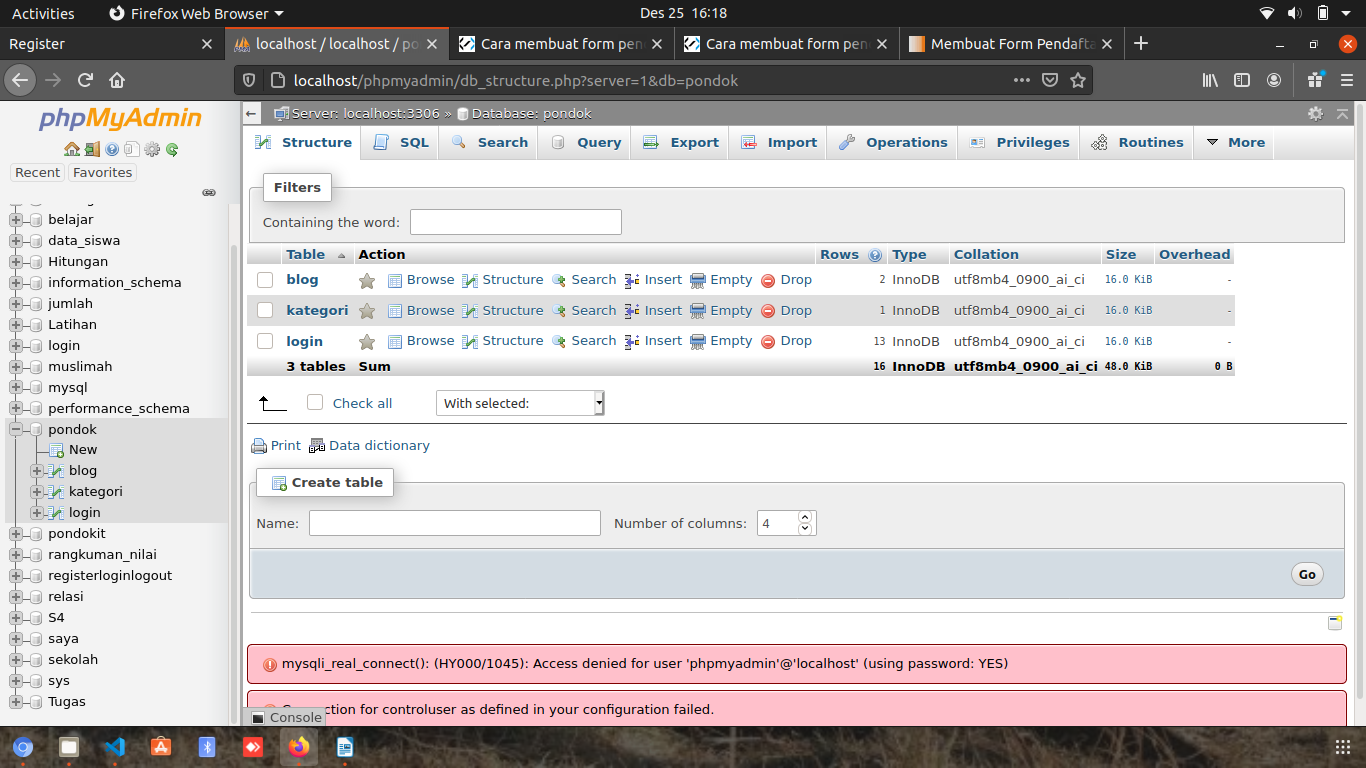 Activities Firefox Web Browser Des 25 16:18
Register localhost / localhost / po Cara membuat form pen Cara membuat form pen Membuat Form Pendafta
localhost/phpmyadmin/db_structure.php?server=1&db=pondok
phpMyAdmin
Recent Favorites
belajar
data_siswa
Hitungan
information_schema
jumlah
Latihan
login
muslimah
mysql
performance_schema
pondok
New
blog
kategori
login
pondokit
rangkuman_nilai
registerloginlogout
relasi
S4
saya
sekolah
sys
Tugas
Server: localhost:3306 » Database: pondok
Structure SQL Search Query Export Import Operations Privileges Routines More
Filters
Containing the word:
Table Action Rows Type Collation Size Overhead
blog Browse Structure Search Insert Empty Drop 2 InnoDB utf8mb4_0900_ai_ci 16.0 KiB -
kategori Browse Structure Search Insert Empty Drop 1 InnoDB utf8mb4_0900_ai_ci 16.0 KiB -
login Browse Structure Search Insert Empty Drop 13 InnoDB utf8mb4_0900_ai_ci 16.0 KiB -
3 tables Sum 16 InnoDB utf8mb4_0900_ai_ci 48.0 KiB 0 B
Check all With selected:
Print Data dictionary
Create table
Name: Number of columns: 4
Go
mysqli_real_connect(): (HY000/1045): Access denied for user 'phpmyadmin'@'localhost' (using password: YES)
for controluser as defined in your configuration failed.
Console